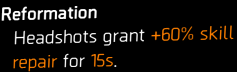 Reformation
Headshots grant +60% skill
repair for 15s.